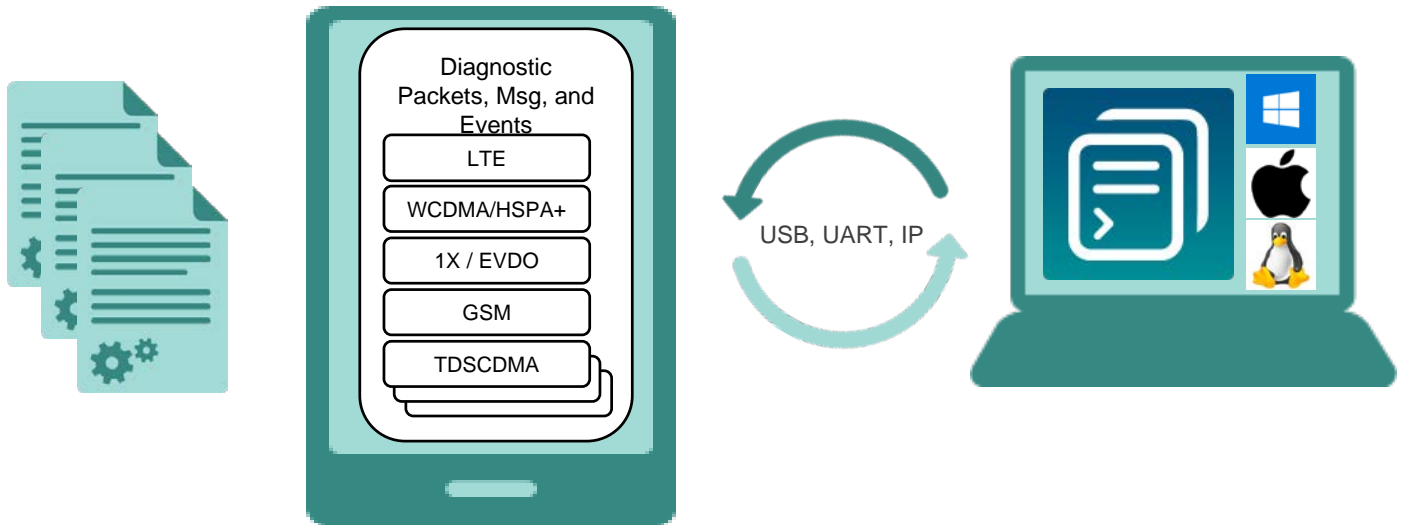 Diagnostic
Packets, Msg, and
Events
LTE
WCDMA/HSPA+
1X / EVDO
GSM
TDSCDMA
USB, UART, IP